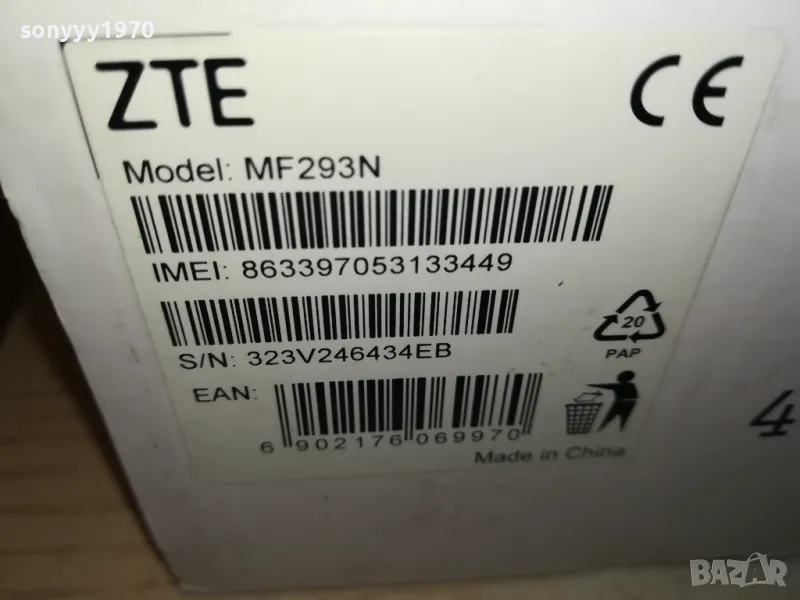 sonyyy1970
ZTE CE
Model: MF293N
IMEI: 863397053133449
S/N: 323V246434EB
20
PAP
EAN:
6 902176 069970
Made in China
4
BAZAR